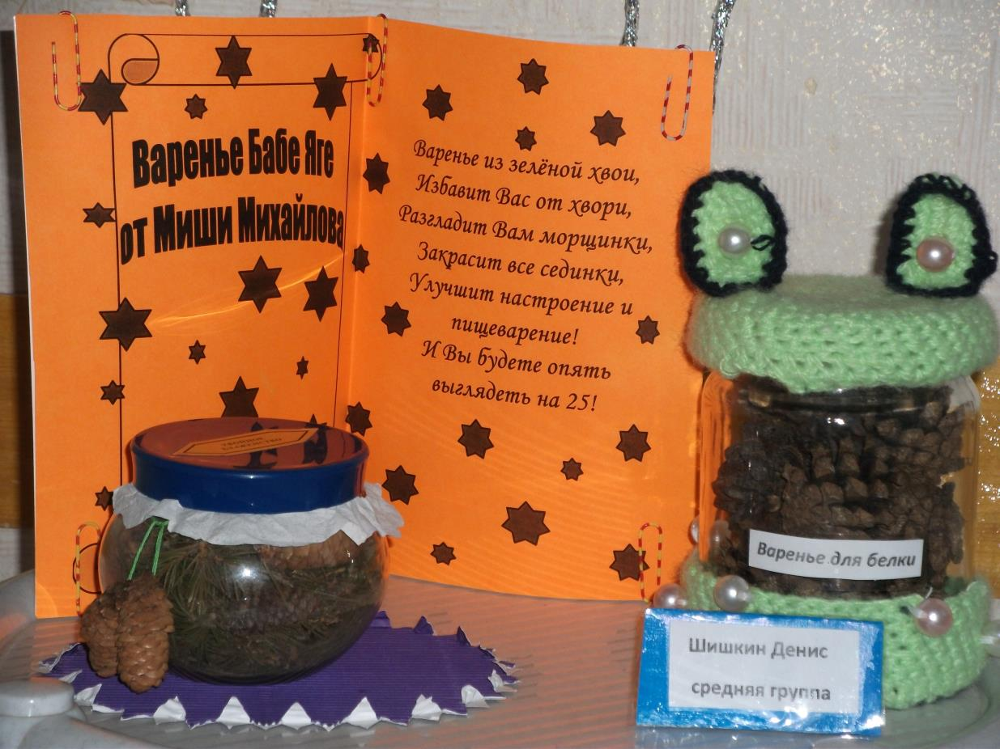 Варенье Бабе Яге
от Миши Михайлова
Варенье из зелёной хвои,
Избавит Вас от хвори,
Разгладит Вам морщинки,
Закрасит все сединки,
Улучшит настроение и
пищеварение!
И Вы будете опять
выглядеть на 25!
Варенье для белки
Шишкин Денис
средняя группа